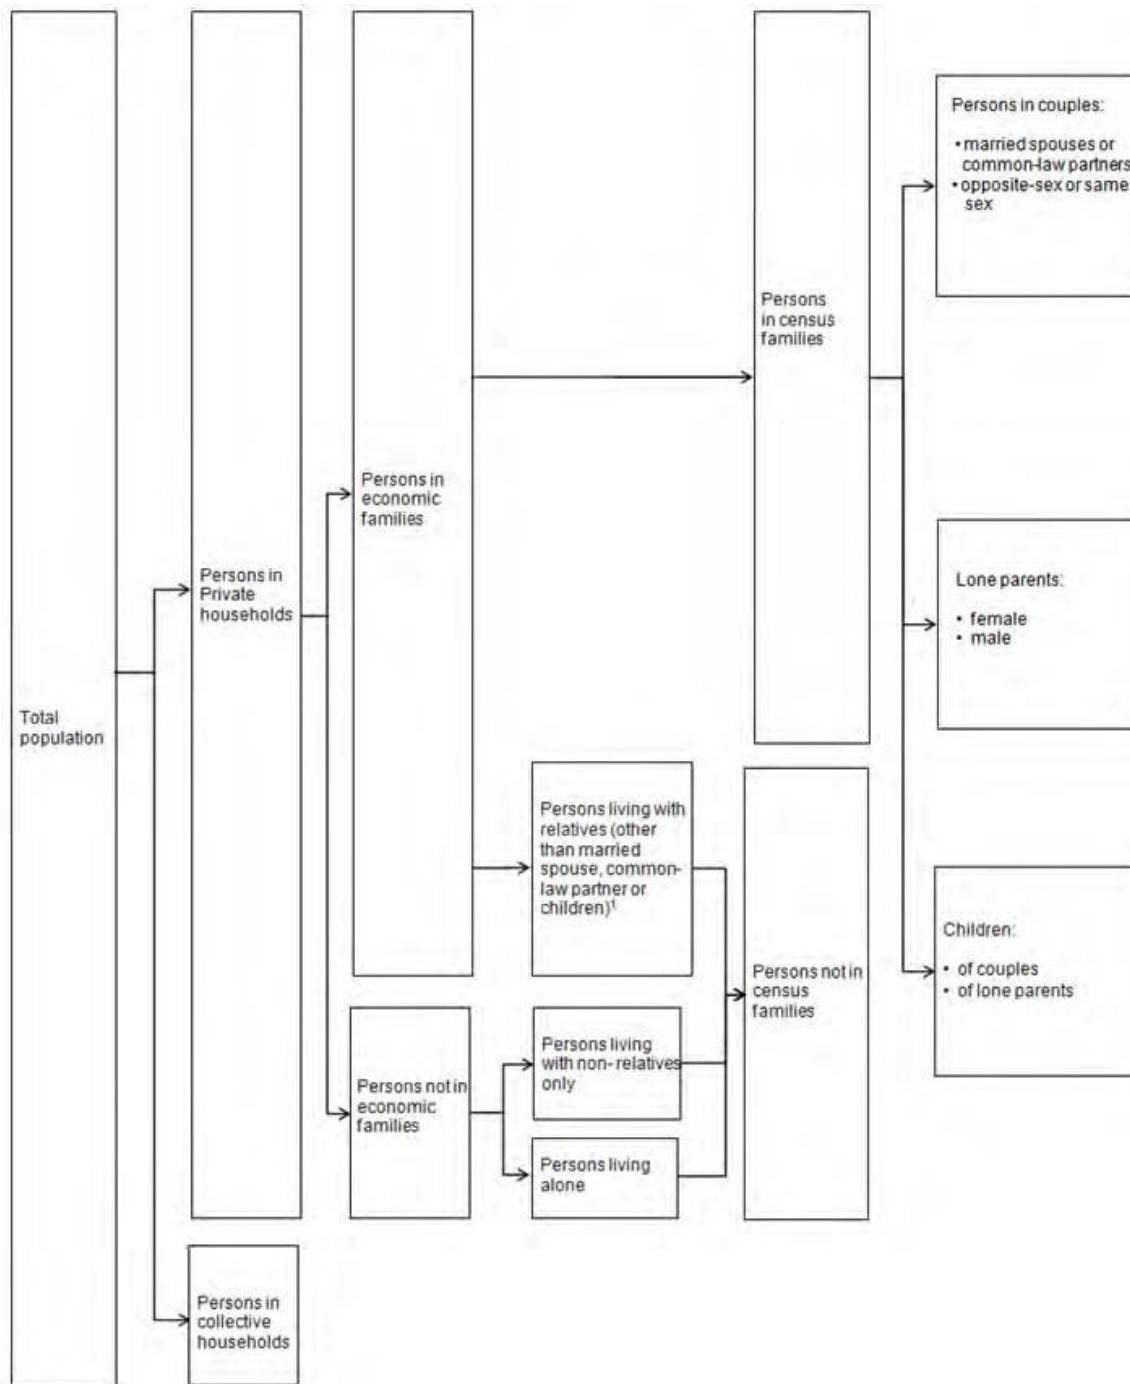 Total
population
Persons in
Private
households
Persons in
collective
households
Persons in
economic
families
Persons not in
economic
families
Persons living with
relatives (other
than married
spouse, common-
law partner or
children)¹
Persons living
with non- relatives
only
Persons living
alone
Persons
in census
families
Persons not in
census
families
Persons in couples:
• married spouses or
common-law partners
• opposite-sex or same
sex
Lone parents:
• female
• male
Children:
• of couples
• of lone parents